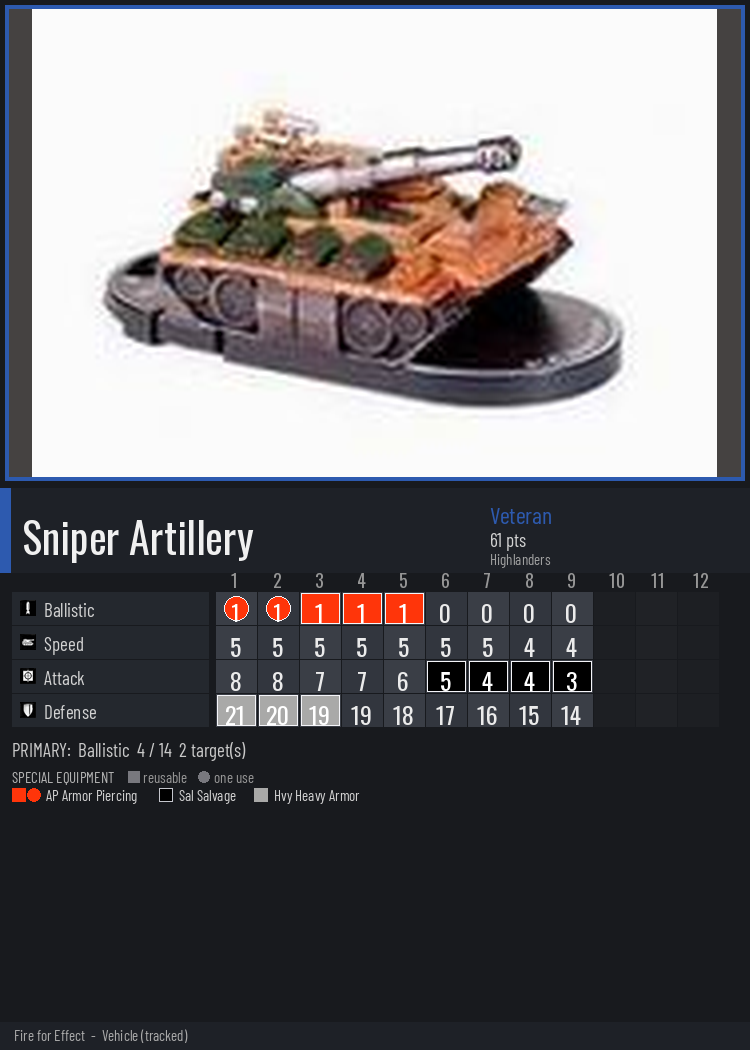 Sniper Artillery
Veteran
61 pts
Highlanders
1 2 3 4 5 6 7 8 9 10 11 12
Ballistic 1 1 1 1 1 0 0 0 0
Speed 5 5 5 5 5 5 5 4 4
Attack 8 8 7 7 6 5 4 4 3
Defense 21 20 19 19 18 17 16 15 14
PRIMARY: Ballistic 4 / 14 2 target(s)
SPECIAL EQUIPMENT reusable one use
AP Armor Piercing Sal Salvage Hvy Heavy Armor
Fire for Effect - Vehicle (tracked)